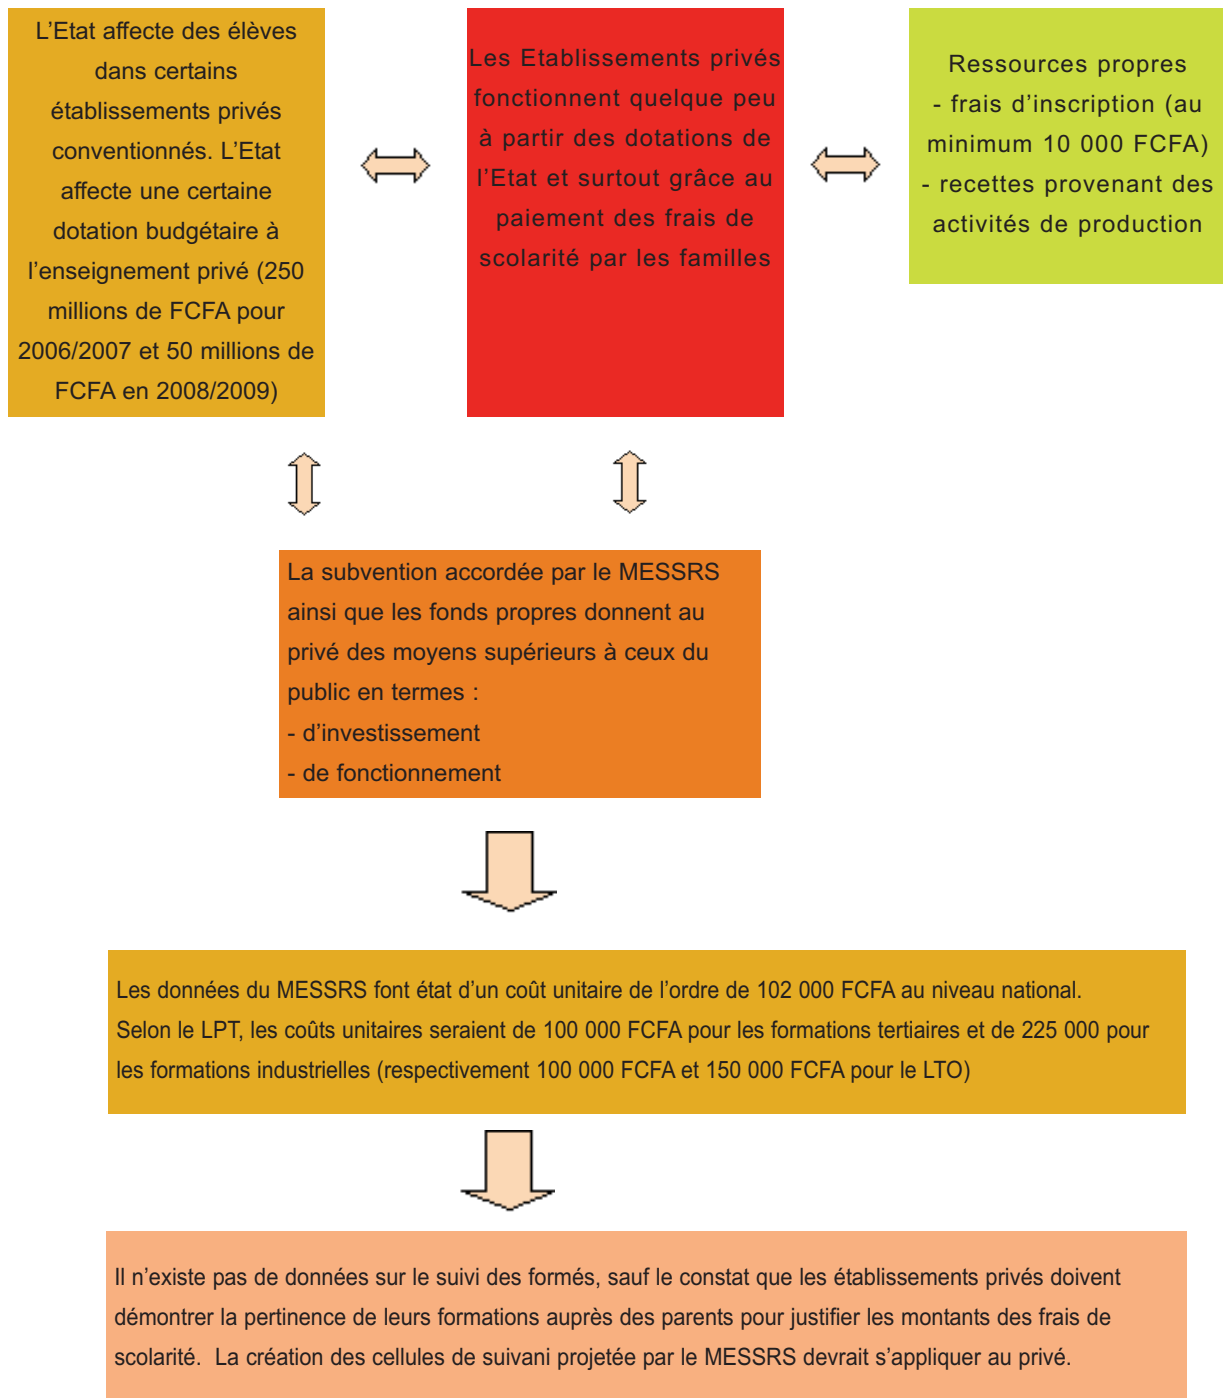 L’Etat affecte des élèves
dans certains
établissements privés
conventionnés. L’Etat
affecte une certaine
dotation budgétaire à
l’enseignement privé (250
millions de FCFA pour
2006/2007 et 50 millions de
FCFA en 2008/2009)
Les Etablissements privés
fonctionnent quelque peu
à partir des dotations de
l’Etat et surtout grâce au
paiement des frais de
scolarité par les familles
Ressources propres
- frais d’inscription (au
minimum 10 000 FCFA)
- recettes provenant des
activités de production
La subvention accordée par le MESSRS
ainsi que les fonds propres donnent au
privé des moyens supérieurs à ceux du
public en termes :
- d’investissement
- de fonctionnement
Les données du MESSRS font état d’un coût unitaire de l’ordre de 102 000 FCFA au niveau national.
Selon le LPT, les coûts unitaires seraient de 100 000 FCFA pour les formations tertiaires et de 225 000 pour
les formations industrielles (respectivement 100 000 FCFA et 150 000 FCFA pour le LTO)
Il n’existe pas de données sur le suivi des formés, sauf le constat que les établissements privés doivent
démontrer la pertinence de leurs formations auprès des parents pour justifier les montants des frais de
scolarité. La création des cellules de suivani projetée par le MESSRS devrait s’appliquer au privé.